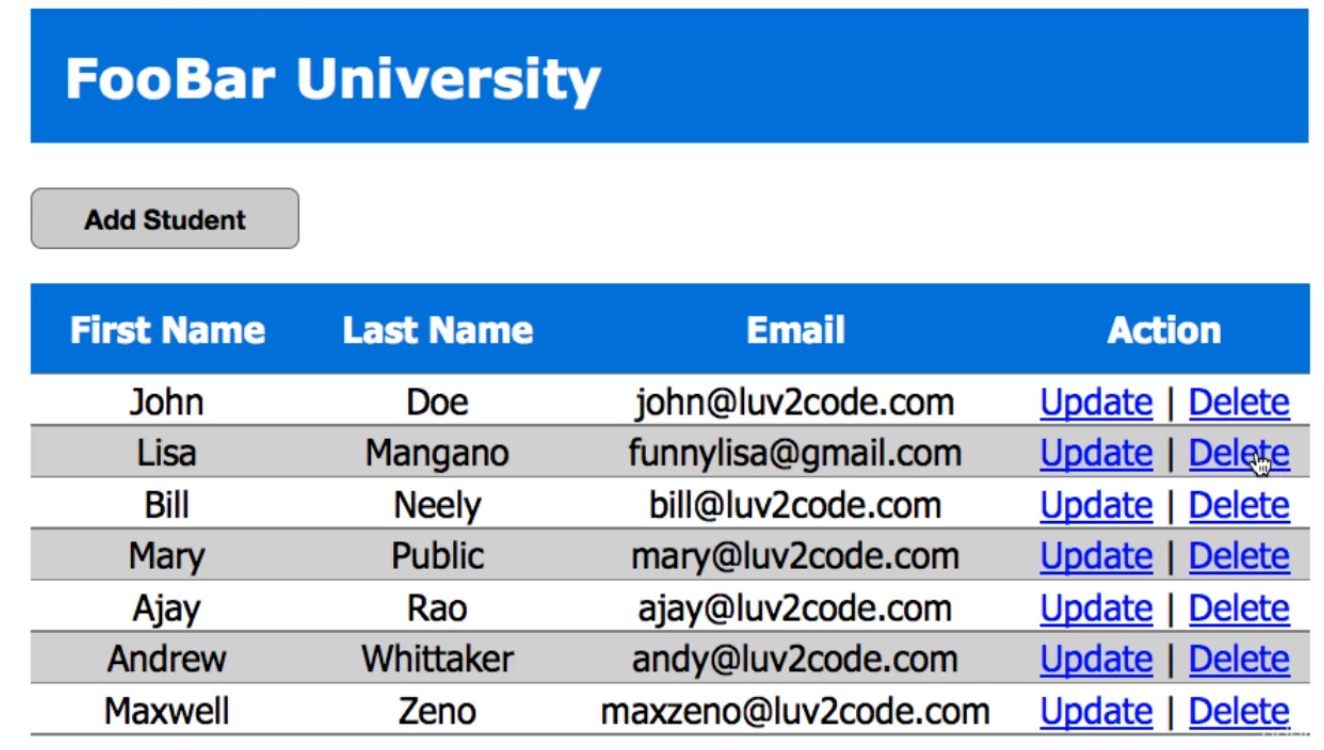 FooBar University
Add Student
First Name Last Name Email Action
John Doe john@luv2code.com Update | Delete
Lisa Mangano funnylisa@gmail.com Update | Delete
Bill Neely bill@luv2code.com Update | Delete
Mary Public mary@luv2code.com Update | Delete
Ajay Rao ajay@luv2code.com Update | Delete
Andrew Whittaker andy@luv2code.com Update | Delete
Maxwell Zeno maxzeno@luv2code.com Update | Delete